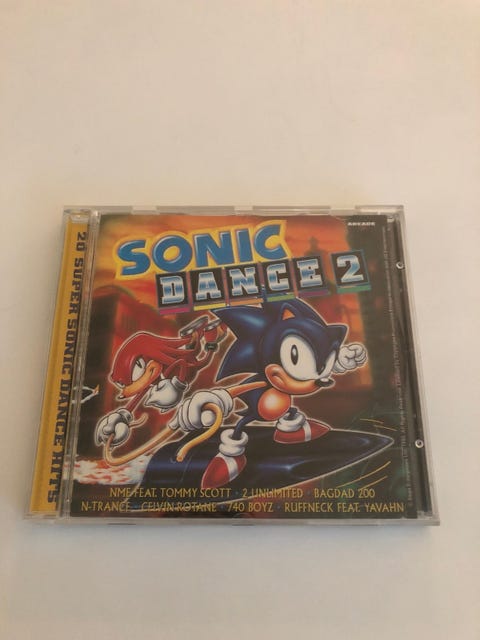 ARCADE
SONIC
DANCE 2
20 SUPER SONIC DANCE HITS
NME FEAT. TOMMY SCOTT · 2 UNLIMITED · BAGDAD 200
N-TRANCE · CELVIN ROTANE · 740 BOYZ · RUFFNECK FEAT. YAVAHN